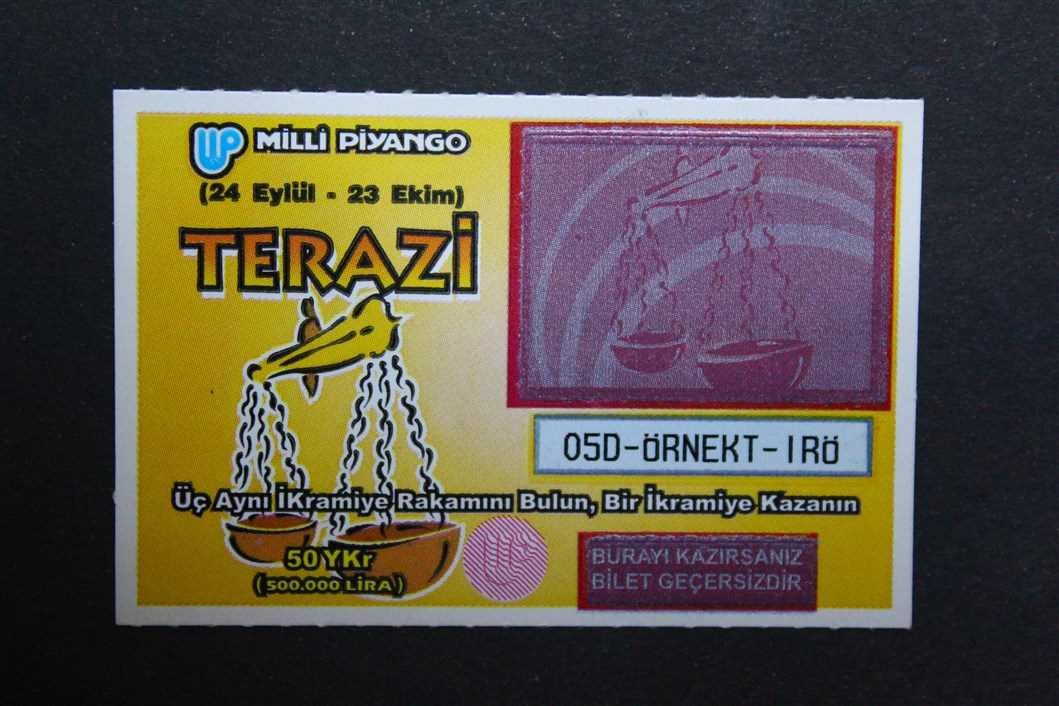 MİLLİ PİYANGO
(24 Eylül - 23 Ekim)
TERAZİ
05D-ÖRNEKT-IRÖ
Üç Aynı İKramiye Rakamını Bulun, Bir İkramiye Kazanın
50 YKr
(500.000 LİRA)
BURAYI KAZIRSANIZ
BİLET GEÇERSİZDİR